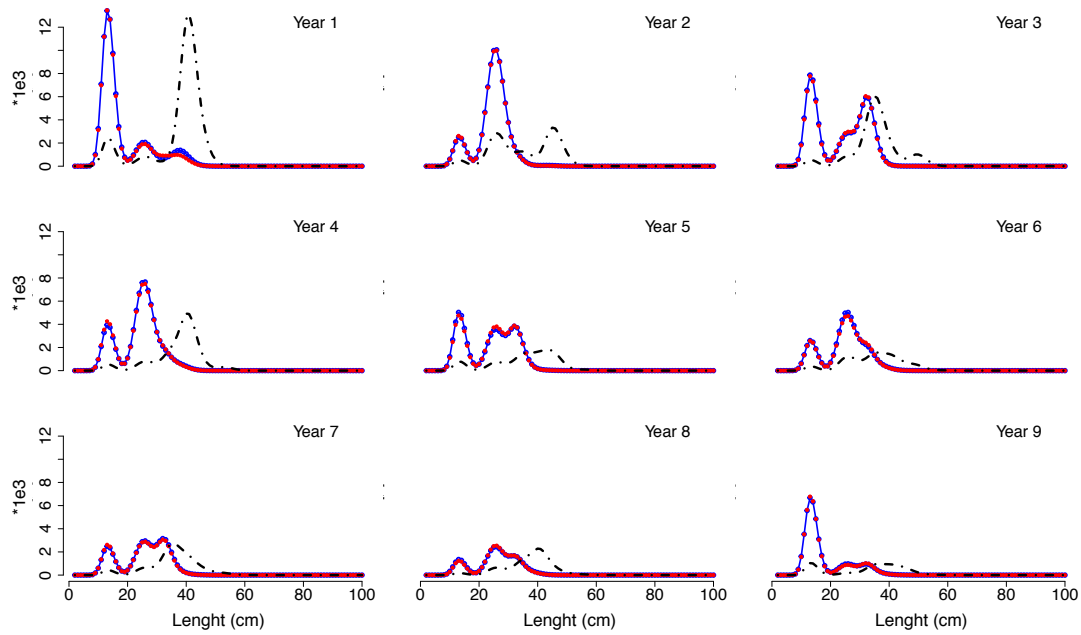 Year 1
Year 2
Year 3
*1e3
0 2 4 6 8 12
Year 4
Year 5
Year 6
*1e3
0 2 4 6 8 12
Year 7
Year 8
Year 9
*1e3
0 2 4 6 8 12
0 20 40 60 80 100
0 20 40 60 80 100
0 20 40 60 80 100
Lenght (cm)
Lenght (cm)
Lenght (cm)